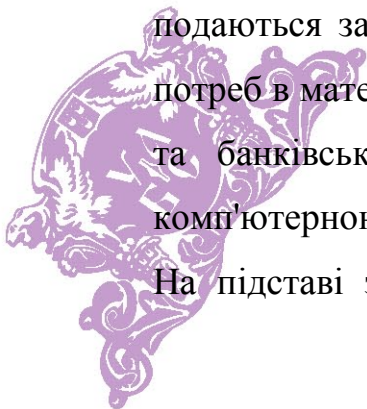 подаються за
потреб в мате
та банківськ
комп'ютерно
На підставі з